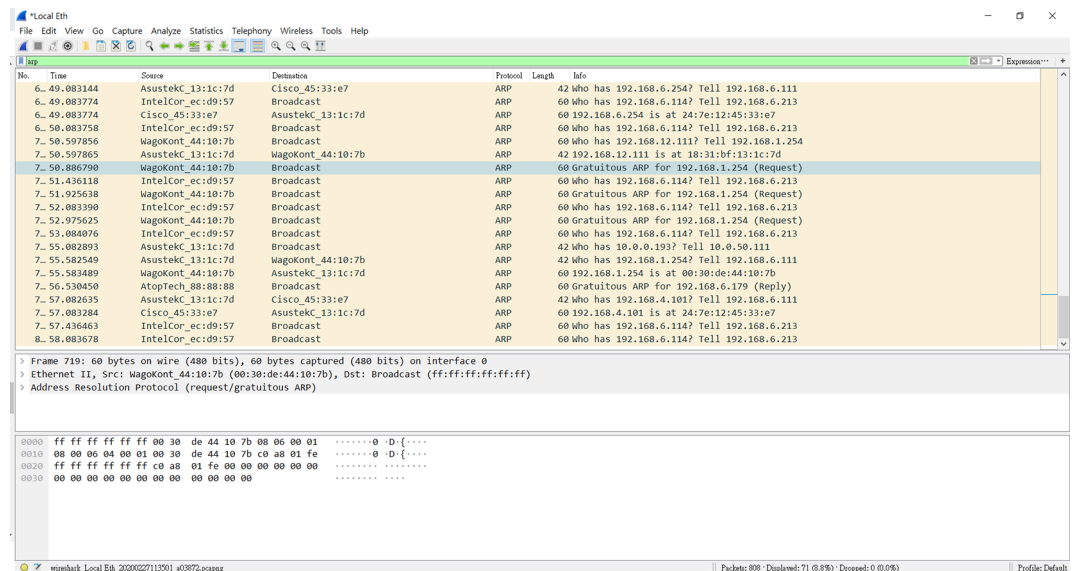 *Local Eth
File Edit View Go Capture Analyze Statistics Telephony Wireless Tools Help
arp Expression…
No. Time Source Destination Protocol Length Info
6… 49.083144 AsustekC_13:1c:7d Cisco_45:33:e7 ARP 42 Who has 192.168.6.254? Tell 192.168.6.111
6… 49.083774 IntelCor_ec:d9:57 Broadcast ARP 60 Who has 192.168.6.114? Tell 192.168.6.213
6… 49.083774 Cisco_45:33:e7 AsustekC_13:1c:7d ARP 60 192.168.6.254 is at 24:7e:12:45:33:e7
6… 50.083758 IntelCor_ec:d9:57 Broadcast ARP 60 Who has 192.168.6.114? Tell 192.168.6.213
7… 50.597856 WagoKont_44:10:7b Broadcast ARP 60 Who has 192.168.12.111? Tell 192.168.1.254
7… 50.597865 AsustekC_13:1c:7d WagoKont_44:10:7b ARP 42 192.168.12.111 is at 18:31:bf:13:1c:7d
7… 50.886790 WagoKont_44:10:7b Broadcast ARP 60 Gratuitous ARP for 192.168.1.254 (Request)
7… 51.436118 IntelCor_ec:d9:57 Broadcast ARP 60 Who has 192.168.6.114? Tell 192.168.6.213
7… 51.925638 WagoKont_44:10:7b Broadcast ARP 60 Gratuitous ARP for 192.168.1.254 (Request)
7… 52.083390 IntelCor_ec:d9:57 Broadcast ARP 60 Who has 192.168.6.114? Tell 192.168.6.213
7… 52.975625 WagoKont_44:10:7b Broadcast ARP 60 Gratuitous ARP for 192.168.1.254 (Request)
7… 53.084076 IntelCor_ec:d9:57 Broadcast ARP 60 Who has 192.168.6.114? Tell 192.168.6.213
7… 55.082893 AsustekC_13:1c:7d Broadcast ARP 42 Who has 10.0.0.193? Tell 10.0.50.111
7… 55.582549 AsustekC_13:1c:7d WagoKont_44:10:7b ARP 42 Who has 192.168.1.254? Tell 192.168.6.111
7… 55.583489 WagoKont_44:10:7b AsustekC_13:1c:7d ARP 60 192.168.1.254 is at 00:30:de:44:10:7b
7… 56.530450 AtopTech_88:88:88 Broadcast ARP 60 Gratuitous ARP for 192.168.6.179 (Reply)
7… 57.082635 AsustekC_13:1c:7d Cisco_45:33:e7 ARP 42 Who has 192.168.4.101? Tell 192.168.6.111
7… 57.083284 Cisco_45:33:e7 AsustekC_13:1c:7d ARP 60 192.168.4.101 is at 24:7e:12:45:33:e7
7… 57.436463 IntelCor_ec:d9:57 Broadcast ARP 60 Who has 192.168.6.114? Tell 192.168.6.213
8… 58.083678 IntelCor_ec:d9:57 Broadcast ARP 60 Who has 192.168.6.114? Tell 192.168.6.213
Frame 719: 60 bytes on wire (480 bits), 60 bytes captured (480 bits) on interface 0
Ethernet II, Src: WagoKont_44:10:7b (00:30:de:44:10:7b), Dst: Broadcast (ff:ff:ff:ff:ff:ff)
Address Resolution Protocol (request/gratuitous ARP)
0000 ff ff ff ff ff ff 00 30 de 44 10 7b 08 06 00 01 ·······0 ·D·{····
0010 08 00 06 04 00 01 00 30 de 44 10 7b c0 a8 01 fe ·······0 ·D·{····
0020 ff ff ff ff ff ff c0 a8 01 fe 00 00 00 00 00 00 ········ ········
0030 00 00 00 00 00 00 00 00 00 00 00 00 ········ ····
wireshark_Local Eth_20200227113501_a03872.pcapng Packets: 808 · Displayed: 71 (8.8%) · Dropped: 0 (0.0%) Profile: Default